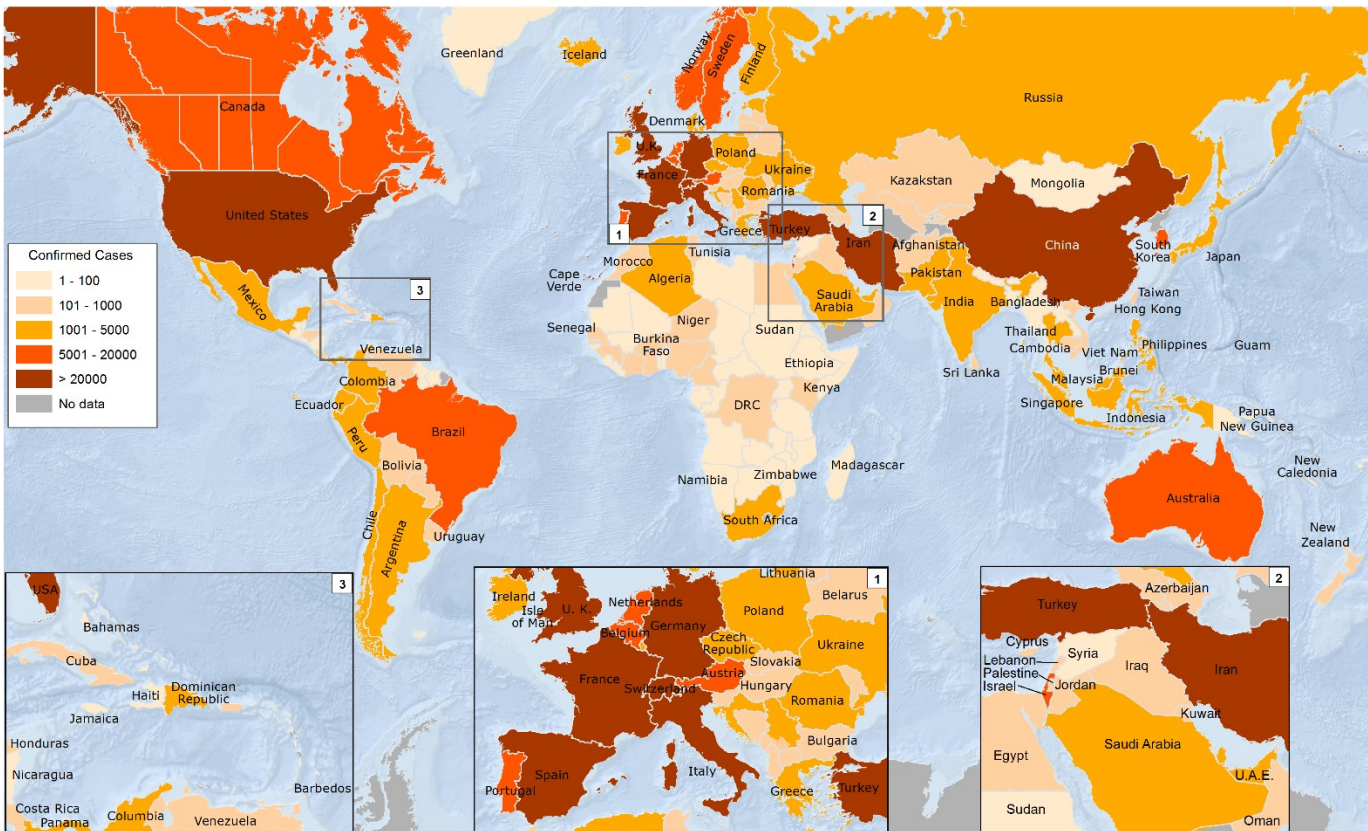 Greenland
Iceland
Norway
Sweden
Finland
Russia
Canada
Denmark
U.K.
Poland
Ukraine
France
Romania
Kazakstan
Mongolia
United States
Greece
Turkey
1
2
Iran
Afghanistan
China
South
Korea
Japan
Confirmed Cases
1 - 100
101 - 1000
1001 - 5000
5001 - 20000
> 20000
No data
Tunisia
Morocco
Algeria
Cape
Verde
Pakistan
Saudi
Arabia
India
Bangladesh
Taiwan
Hong Kong
Mexico
3
Senegal
Niger
Burkina
Faso
Sudan
Ethiopia
Thailand
Cambodia
Viet Nam
Philippines
Guam
Venezuela
Colombia
Ecuador
Sri Lanka
Malaysia
Brunei
Singapore
Indonesia
Papua
New Guinea
DRC
Kenya
Brazil
Peru
Bolivia
Namibia
Zimbabwe
Madagascar
New
Caledonia
Australia
South Africa
Chile
Argentina
Uruguay
New
Zealand
3
USA
Bahamas
Cuba
Haiti
Dominican
Republic
Jamaica
Honduras
Nicaragua
Barbedos
Costa Rica
Panama
Columbia
Venezuela
1
Lithuania
Ireland
Isle
of Man
U. K.
Netherlands
Poland
Belarus
Belgium
Germany
Czech
Republic
Ukraine
Slovakia
France
Austria
Switzerland
Hungary
Romania
Bulgaria
Portugal
Spain
Italy
Greece
Turkey
2
Azerbaijan
Turkey
Cyprus
Syria
Lebanon
Palestine
Israel
Jordan
Iraq
Iran
Kuwait
Saudi Arabia
Egypt
U.A.E.
Sudan
Oman